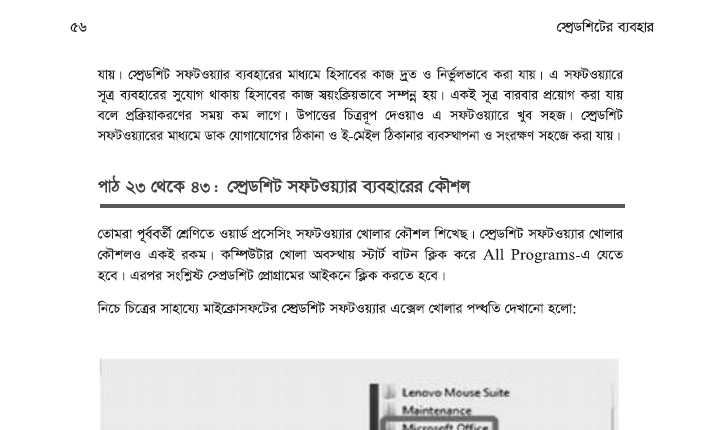 ৫৬
স্প্রেডশিটের ব্যবহার
যায়। স্প্রেডশিট সফটওয়্যার ব্যবহারের মাধ্যমে হিসাবের কাজ দ্রুত ও নির্ভুলভাবে করা যায়। এ সফটওয়্যারে
সূত্র ব্যবহারের সুযোগ থাকায় হিসাবের কাজ স্বয়ংক্রিয়ভাবে সম্পন্ন হয়। একই সূত্র বারবার প্রয়োগ করা যায়
বলে প্রক্রিয়াকরণের সময় কম লাগে। উপাত্তের চিত্ররূপ দেওয়াও এ সফটওয়্যারে খুব সহজ। স্প্রেডশিট
সফটওয়্যারের মাধ্যমে ডাক যোগাযোগের ঠিকানা ও ই-মেইল ঠিকানার ব্যবস্থাপনা ও সংরক্ষণ সহজে করা যায়।
পাঠ ২৩ থেকে ৪৩ : স্প্রেডশিট সফটওয়্যার ব্যবহারের কৌশল
তোমরা পূর্ববর্তী শ্রেণিতে ওয়ার্ড প্রসেসিং সফটওয়্যার খোলার কৌশল শিখেছ। স্প্রেডশিট সফটওয়্যার খোলার
কৌশলও একই রকম। কম্পিউটার খোলা অবস্থায় স্টার্ট বাটন ক্লিক করে All Programs-এ যেতে
হবে। এরপর সংশ্লিষ্ট স্প্রেডশিট প্রোগ্রামের আইকনে ক্লিক করতে হবে।
নিচে চিত্রের সাহায্যে মাইক্রোসফটের স্প্রেডশিট সফটওয়্যার এক্সেল খোলার পদ্ধতি দেখানো হলো:
Lenovo Mouse Suite
Maintenance
Microsoft Office